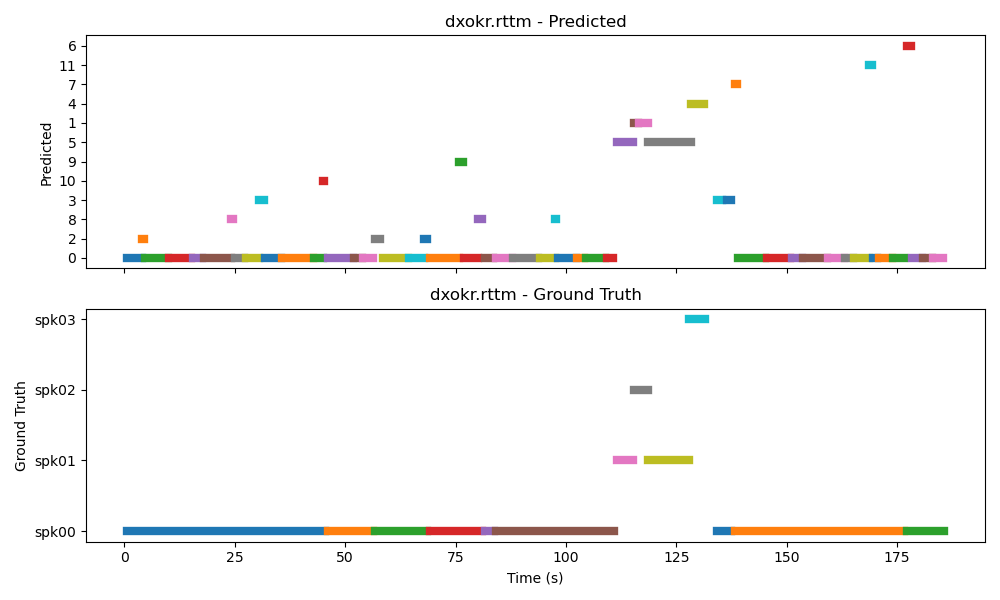 dxokr.rttm - Predicted
Predicted
6
11
7
4
1
5
9
10
3
8
2
0
dxokr.rttm - Ground Truth
Ground Truth
spk03
spk02
spk01
spk00
0 25 50 75 100 125 150 175
Time (s)